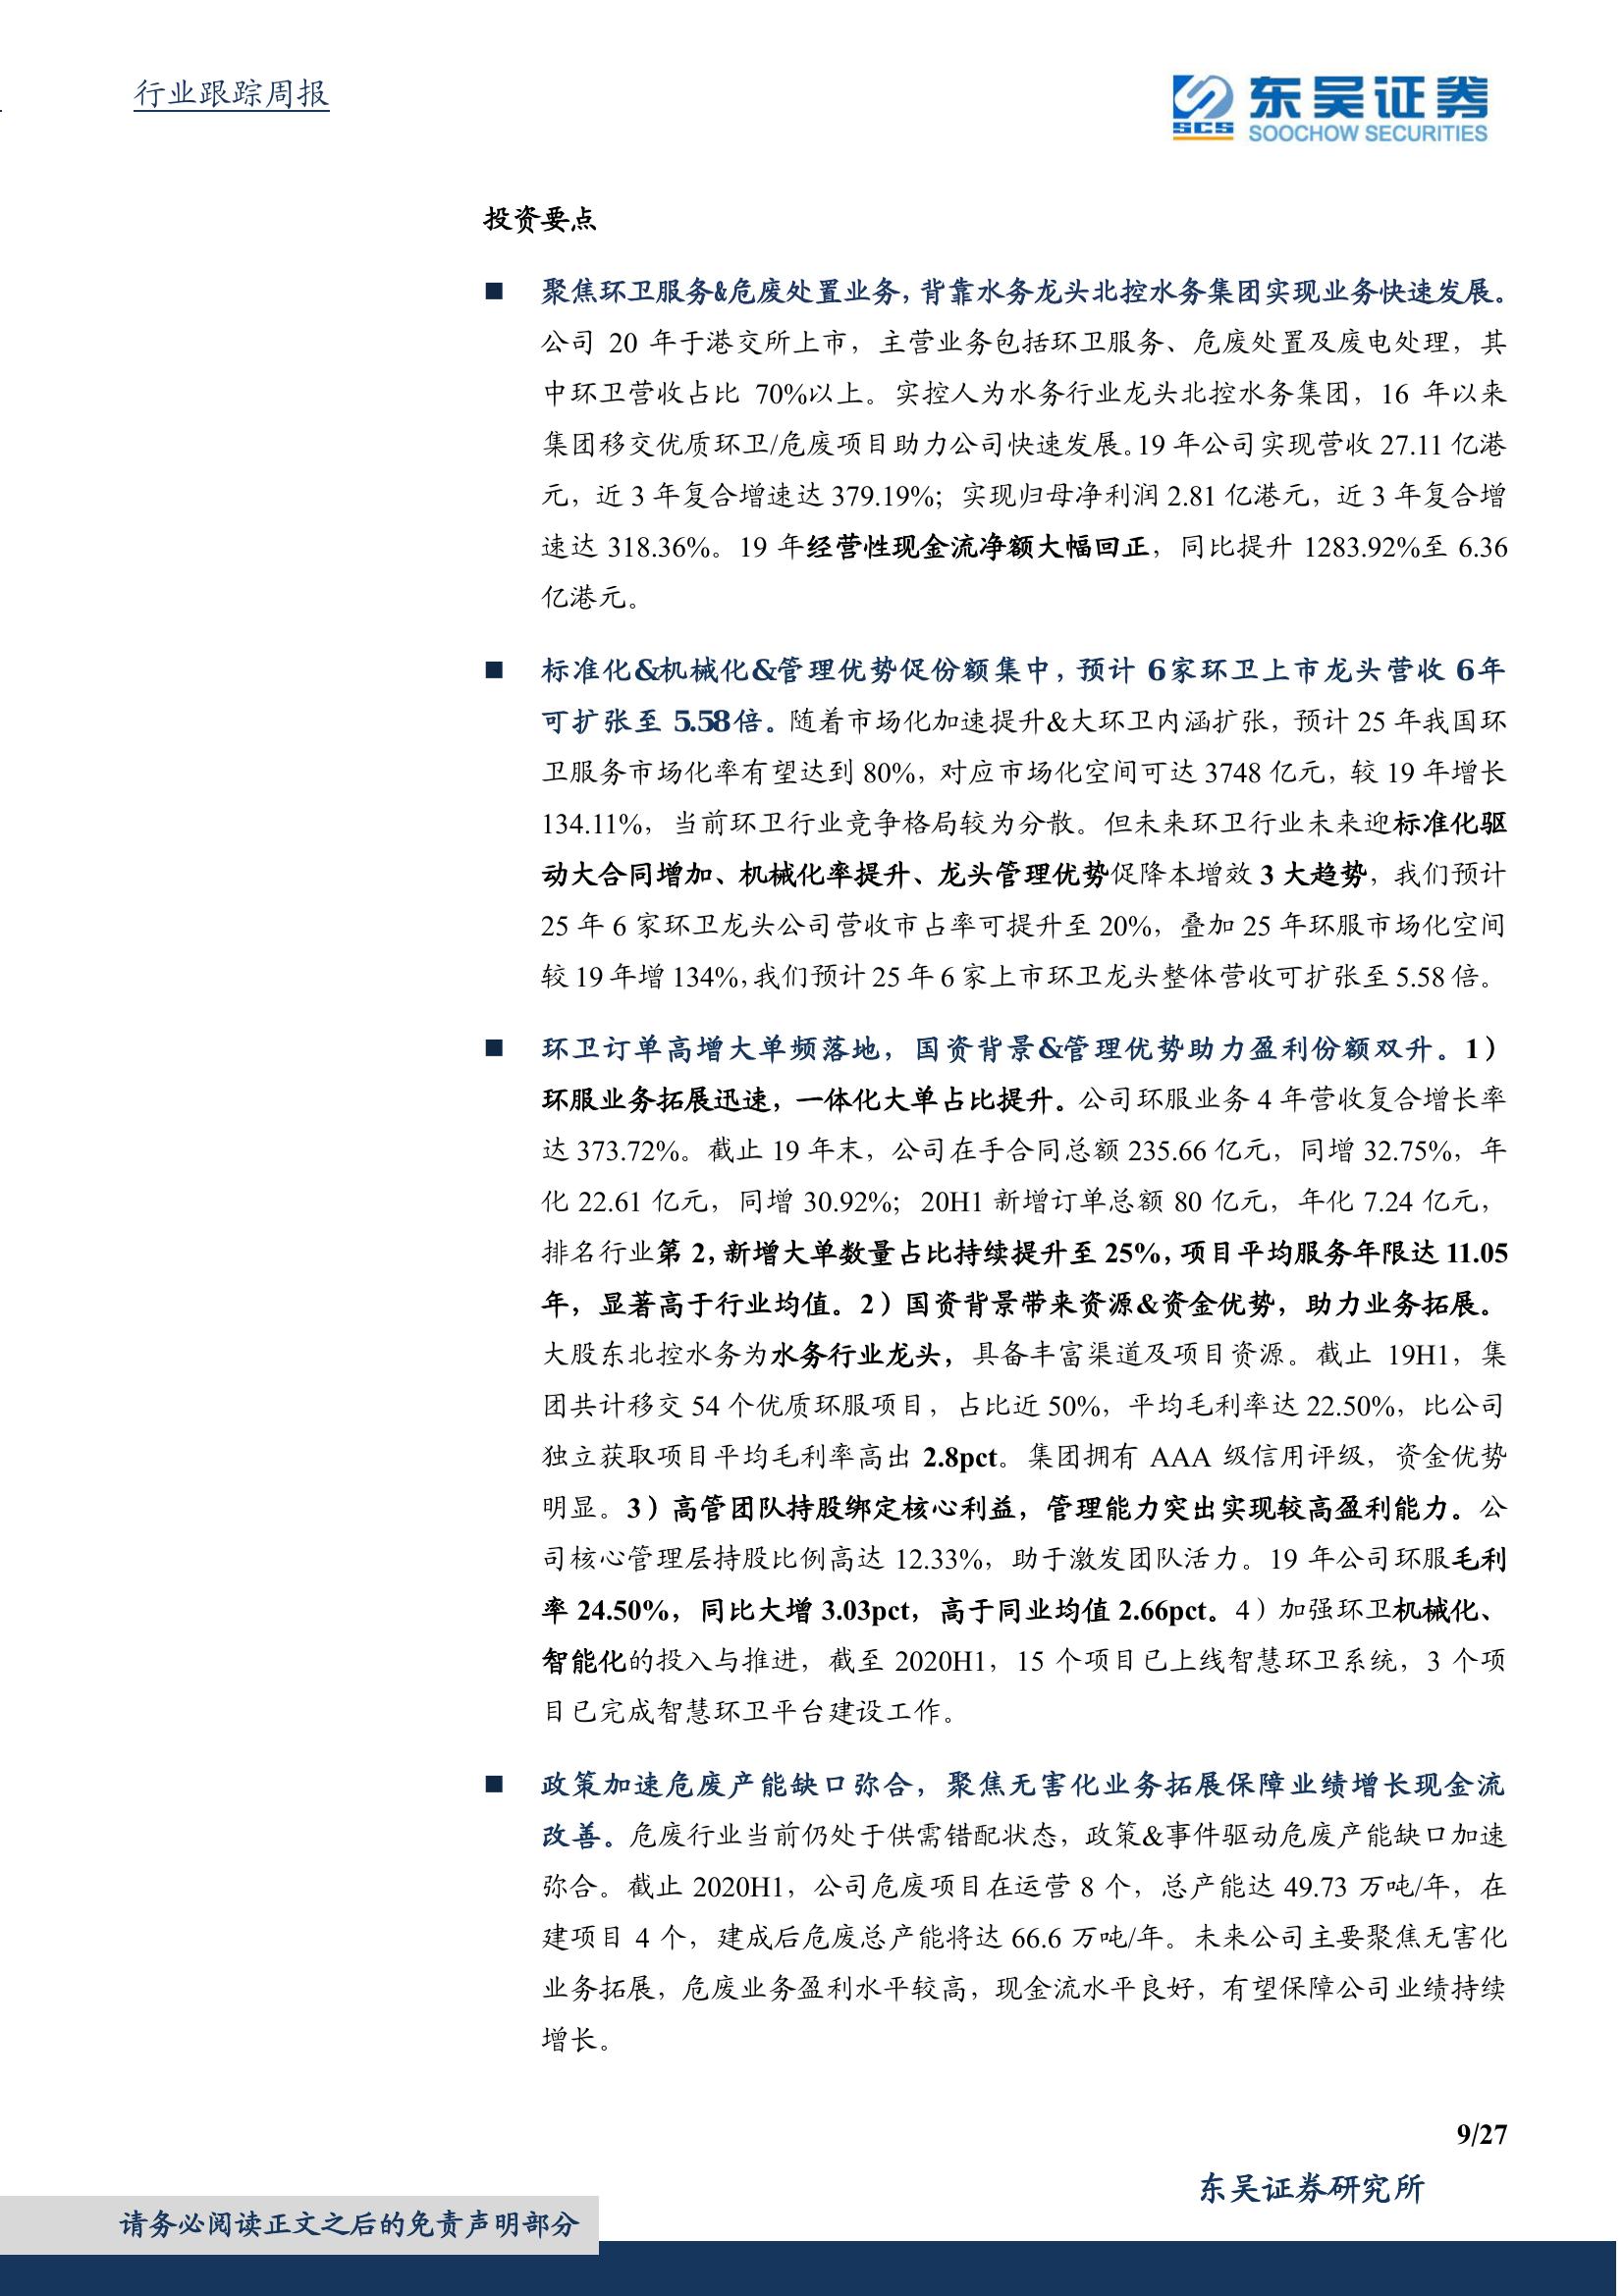 行业跟踪周报
SCS 东吴证券
SOOCHOW SECURITIES
投资要点
■ 聚焦环卫服务&危废处置业务，背靠水务龙头北控水务集团实现业务快速发展。
公司 20 年于港交所上市，主营业务包括环卫服务、危废处置及废电处理，其
中环卫营收占比 70%以上。实控人为水务行业龙头北控水务集团，16 年以来
集团移交优质环卫/危废项目助力公司快速发展。19 年公司实现营收 27.11 亿港
元，近 3 年复合增速达 379.19%；实现归母净利润 2.81 亿港元，近 3 年复合增
速达 318.36%。19 年经营性现金流净额大幅回正，同比提升 1283.92%至 6.36
亿港元。
■ 标准化&机械化&管理优势促份额集中，预计 6 家环卫上市龙头营收 6 年
可扩张至 5.58 倍。随着市场化加速提升&大环卫内涵扩张，预计 25 年我国环
卫服务市场化率有望达到 80%，对应市场化空间可达 3748 亿元，较 19 年增长
134.11%，当前环卫行业竞争格局较为分散。但未来环卫行业未来迎标准化驱
动大合同增加、机械化率提升、龙头管理优势促降本增效 3 大趋势，我们预计
25 年 6 家环卫龙头公司营收市占率可提升至 20%，叠加 25 年环服市场化空间
较 19 年增 134%，我们预计 25 年 6 家上市环卫龙头整体营收可扩张至 5.58 倍。
■ 环卫订单高增大单频落地，国资背景&管理优势助力盈利份额双升。1）
环服业务拓展迅速，一体化大单占比提升。公司环服业务 4 年营收复合增长率
达 373.72%。截止 19 年末，公司在手合同总额 235.66 亿元，同增 32.75%，年
化 22.61 亿元，同增 30.92%；20H1 新增订单总额 80 亿元，年化 7.24 亿元，
排名行业第 2，新增大单数量占比持续提升至 25%，项目平均服务年限达 11.05
年，显著高于行业均值。2）国资背景带来资源&资金优势，助力业务拓展。
大股东北控水务为水务行业龙头，具备丰富渠道及项目资源。截止 19H1，集
团共计移交 54 个优质环服项目，占比近 50%，平均毛利率达 22.50%，比公司
独立获取项目平均毛利率高出 2.8pct。集团拥有 AAA 级信用评级，资金优势
明显。3）高管团队持股绑定核心利益，管理能力突出实现较高盈利能力。公
司核心管理层持股比例高达 12.33%，助于激发团队活力。19 年公司环服毛利
率 24.50%，同比大增 3.03pct，高于同业均值 2.66pct。4）加强环卫机械化、
智能化的投入与推进，截至 2020H1，15 个项目已上线智慧环卫系统，3 个项
目已完成智慧环卫平台建设工作。
■ 政策加速危废产能缺口弥合，聚焦无害化业务拓展保障业绩增长现金流
改善。危废行业当前仍处于供需错配状态，政策&事件驱动危废产能缺口加速
弥合。截止 2020H1，公司危废项目在运营 8 个，总产能达 49.73 万吨/年，在
建项目 4 个，建成后危废总产能将达 66.6 万吨/年。未来公司主要聚焦无害化
业务拓展，危废业务盈利水平较高，现金流水平良好，有望保障公司业绩持续
增长。
9/27
东吴证券研究所
请务必阅读正文之后的免责声明部分